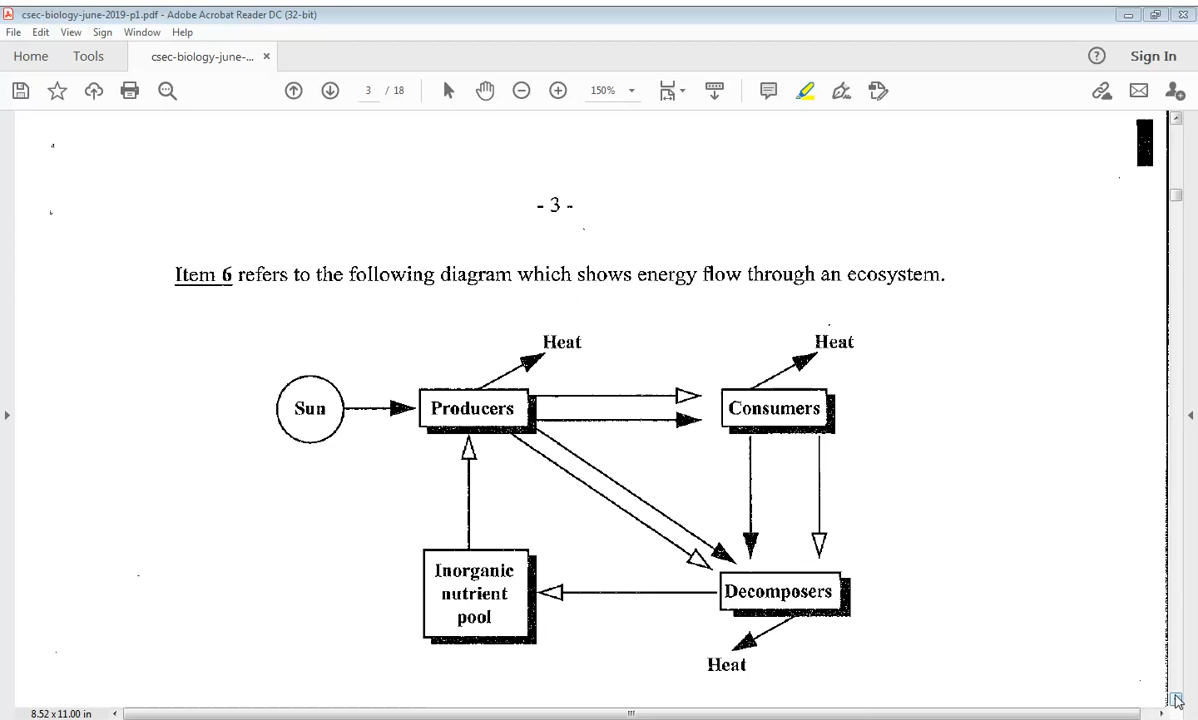 csec-biology-june-2019-p1.pdf - Adobe Acrobat Reader DC (32-bit)
File Edit View Sign Window Help
Home Tools csec-biology-june-... × Sign In
3 / 18 150%
- 3 -
Item 6 refers to the following diagram which shows energy flow through an ecosystem.
Heat Heat
Sun Producers Consumers
Inorganic
nutrient
pool
Decomposers
Heat
8.52 x 11.00 in